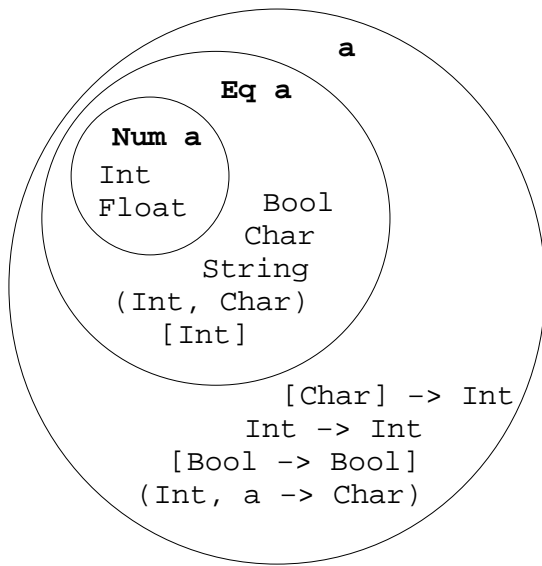 a
Eq a
Num a
Int
Float
Bool
Char
String
(Int, Char)
[Int]
[Char] -> Int
Int -> Int
[Bool -> Bool]
(Int, a -> Char)